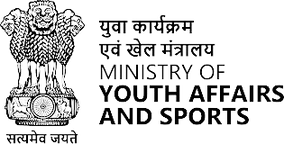 युवा कार्यक्रम
एवं खेल मंत्रालय
MINISTRY OF
YOUTH AFFAIRS
AND SPORTS
सत्यमेव जयते